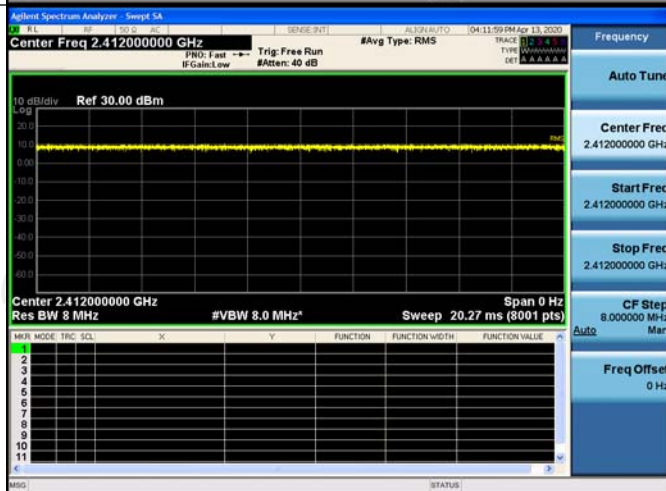 Agilent Spectrum Analyzer - Swept SA
RL RF 50 Ω AC SENSE:INT ALIGN AUTO 04:11:59 PM Apr 13, 2020
Center Freq 2.412000000 GHz #Avg Type: RMS TRACE 1 2 3 4 5 6
PNO: Fast Trig: Free Run TYPE
IFGain:Low #Atten: 40 dB DET A A A A A A
10 dB/div Ref 30.00 dBm
Log
20.0
10.0
RMS
0.00
-10.0
-20.0
-30.0
-40.0
-50.0
-60.0
Center 2.412000000 GHz Span 0 Hz
Res BW 8 MHz #VBW 8.0 MHz* Sweep 20.27 ms (8001 pts)
MKR MODE TRC SCL X Y FUNCTION FUNCTION WIDTH FUNCTION VALUE
1
2
3
4
5
6
7
8
9
10
11
MSG STATUS
Frequency
Auto Tune
Center Freq
2.412000000 GHz
Start Freq
2.412000000 GHz
Stop Freq
2.412000000 GHz
CF Step
8.000000 MHz
Auto Man
Freq Offset
0 Hz